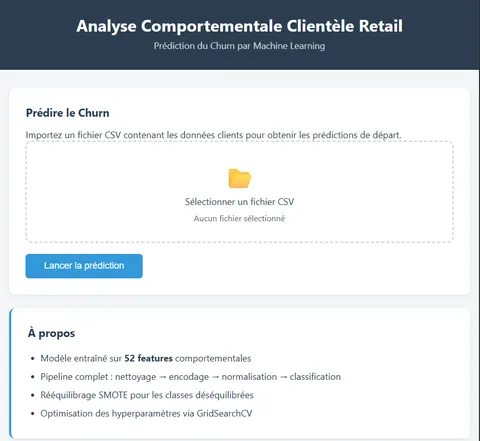 Analyse Comportementale Clientèle Retail
Prédiction du Churn par Machine Learning
Prédire le Churn
Importez un fichier CSV contenant les données clients pour obtenir les prédictions de départ.
Sélectionner un fichier CSV
Aucun fichier sélectionné
Lancer la prédiction
À propos
• Modèle entraîné sur 52 features comportementales
• Pipeline complet : nettoyage → encodage → normalisation → classification
• Rééquilibrage SMOTE pour les classes déséquilibrées
• Optimisation des hyperparamètres via GridSearchCV